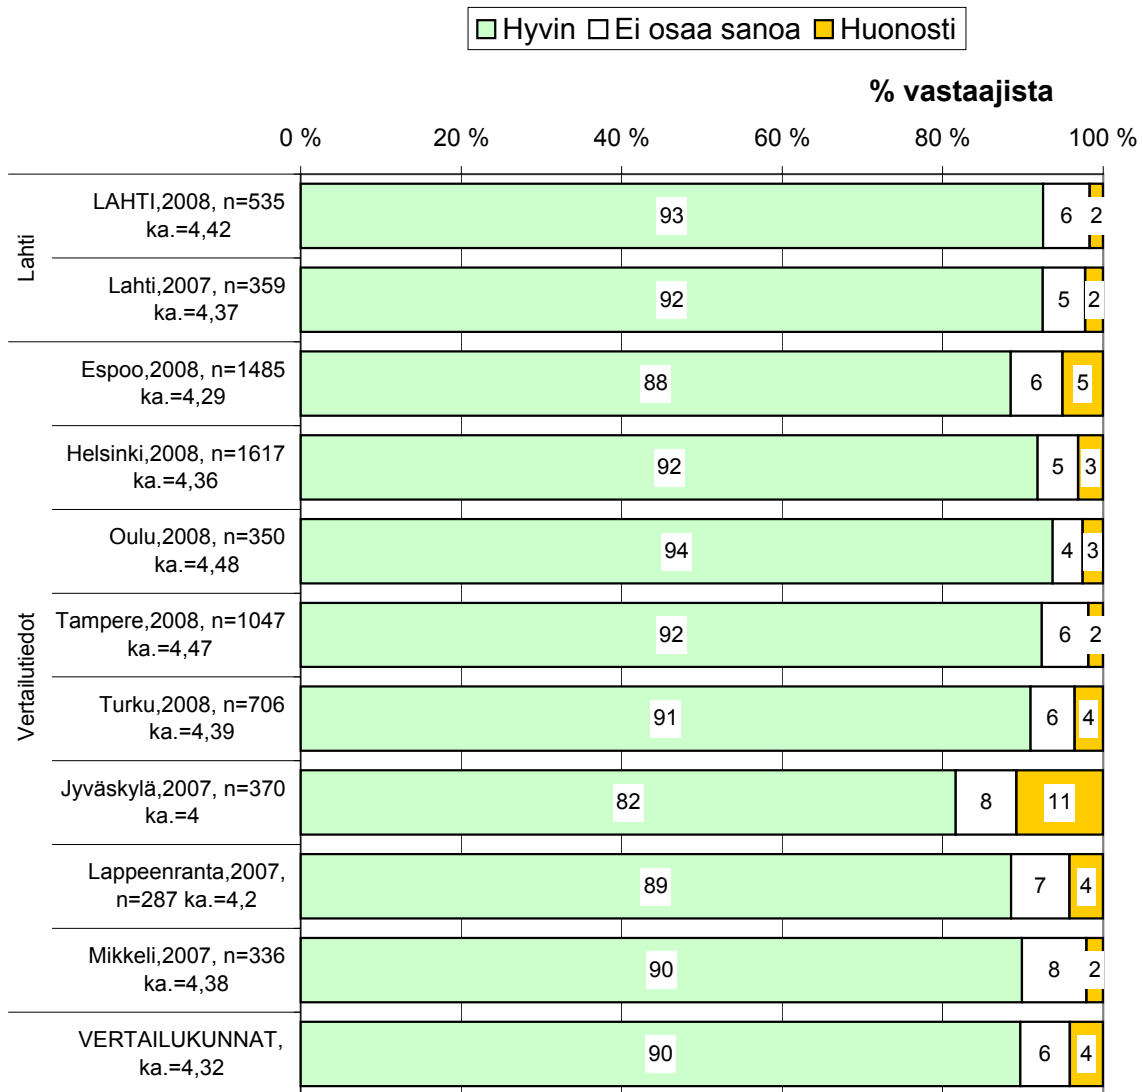 Hyvin Ei osaa sanoa Huonosti
% vastaajista
0 % 20 % 40 % 60 % 80 % 100 %
Lahti
LAHTI,2008, n=535
ka.=4,42
93 6 2
Lahti,2007, n=359
ka.=4,37
92 5 2
Vertailutiedot
Espoo,2008, n=1485
ka.=4,29
88 6 5
Helsinki,2008, n=1617
ka.=4,36
92 5 3
Oulu,2008, n=350
ka.=4,48
94 4 3
Tampere,2008, n=1047
ka.=4,47
92 6 2
Turku,2008, n=706
ka.=4,39
91 6 4
Jyväskylä,2007, n=370
ka.=4
82 8 11
Lappeenranta,2007,
n=287 ka.=4,2
89 7 4
Mikkeli,2007, n=336
ka.=4,38
90 8 2
VERTAILUKUNNAT,
ka.=4,32
90 6 4